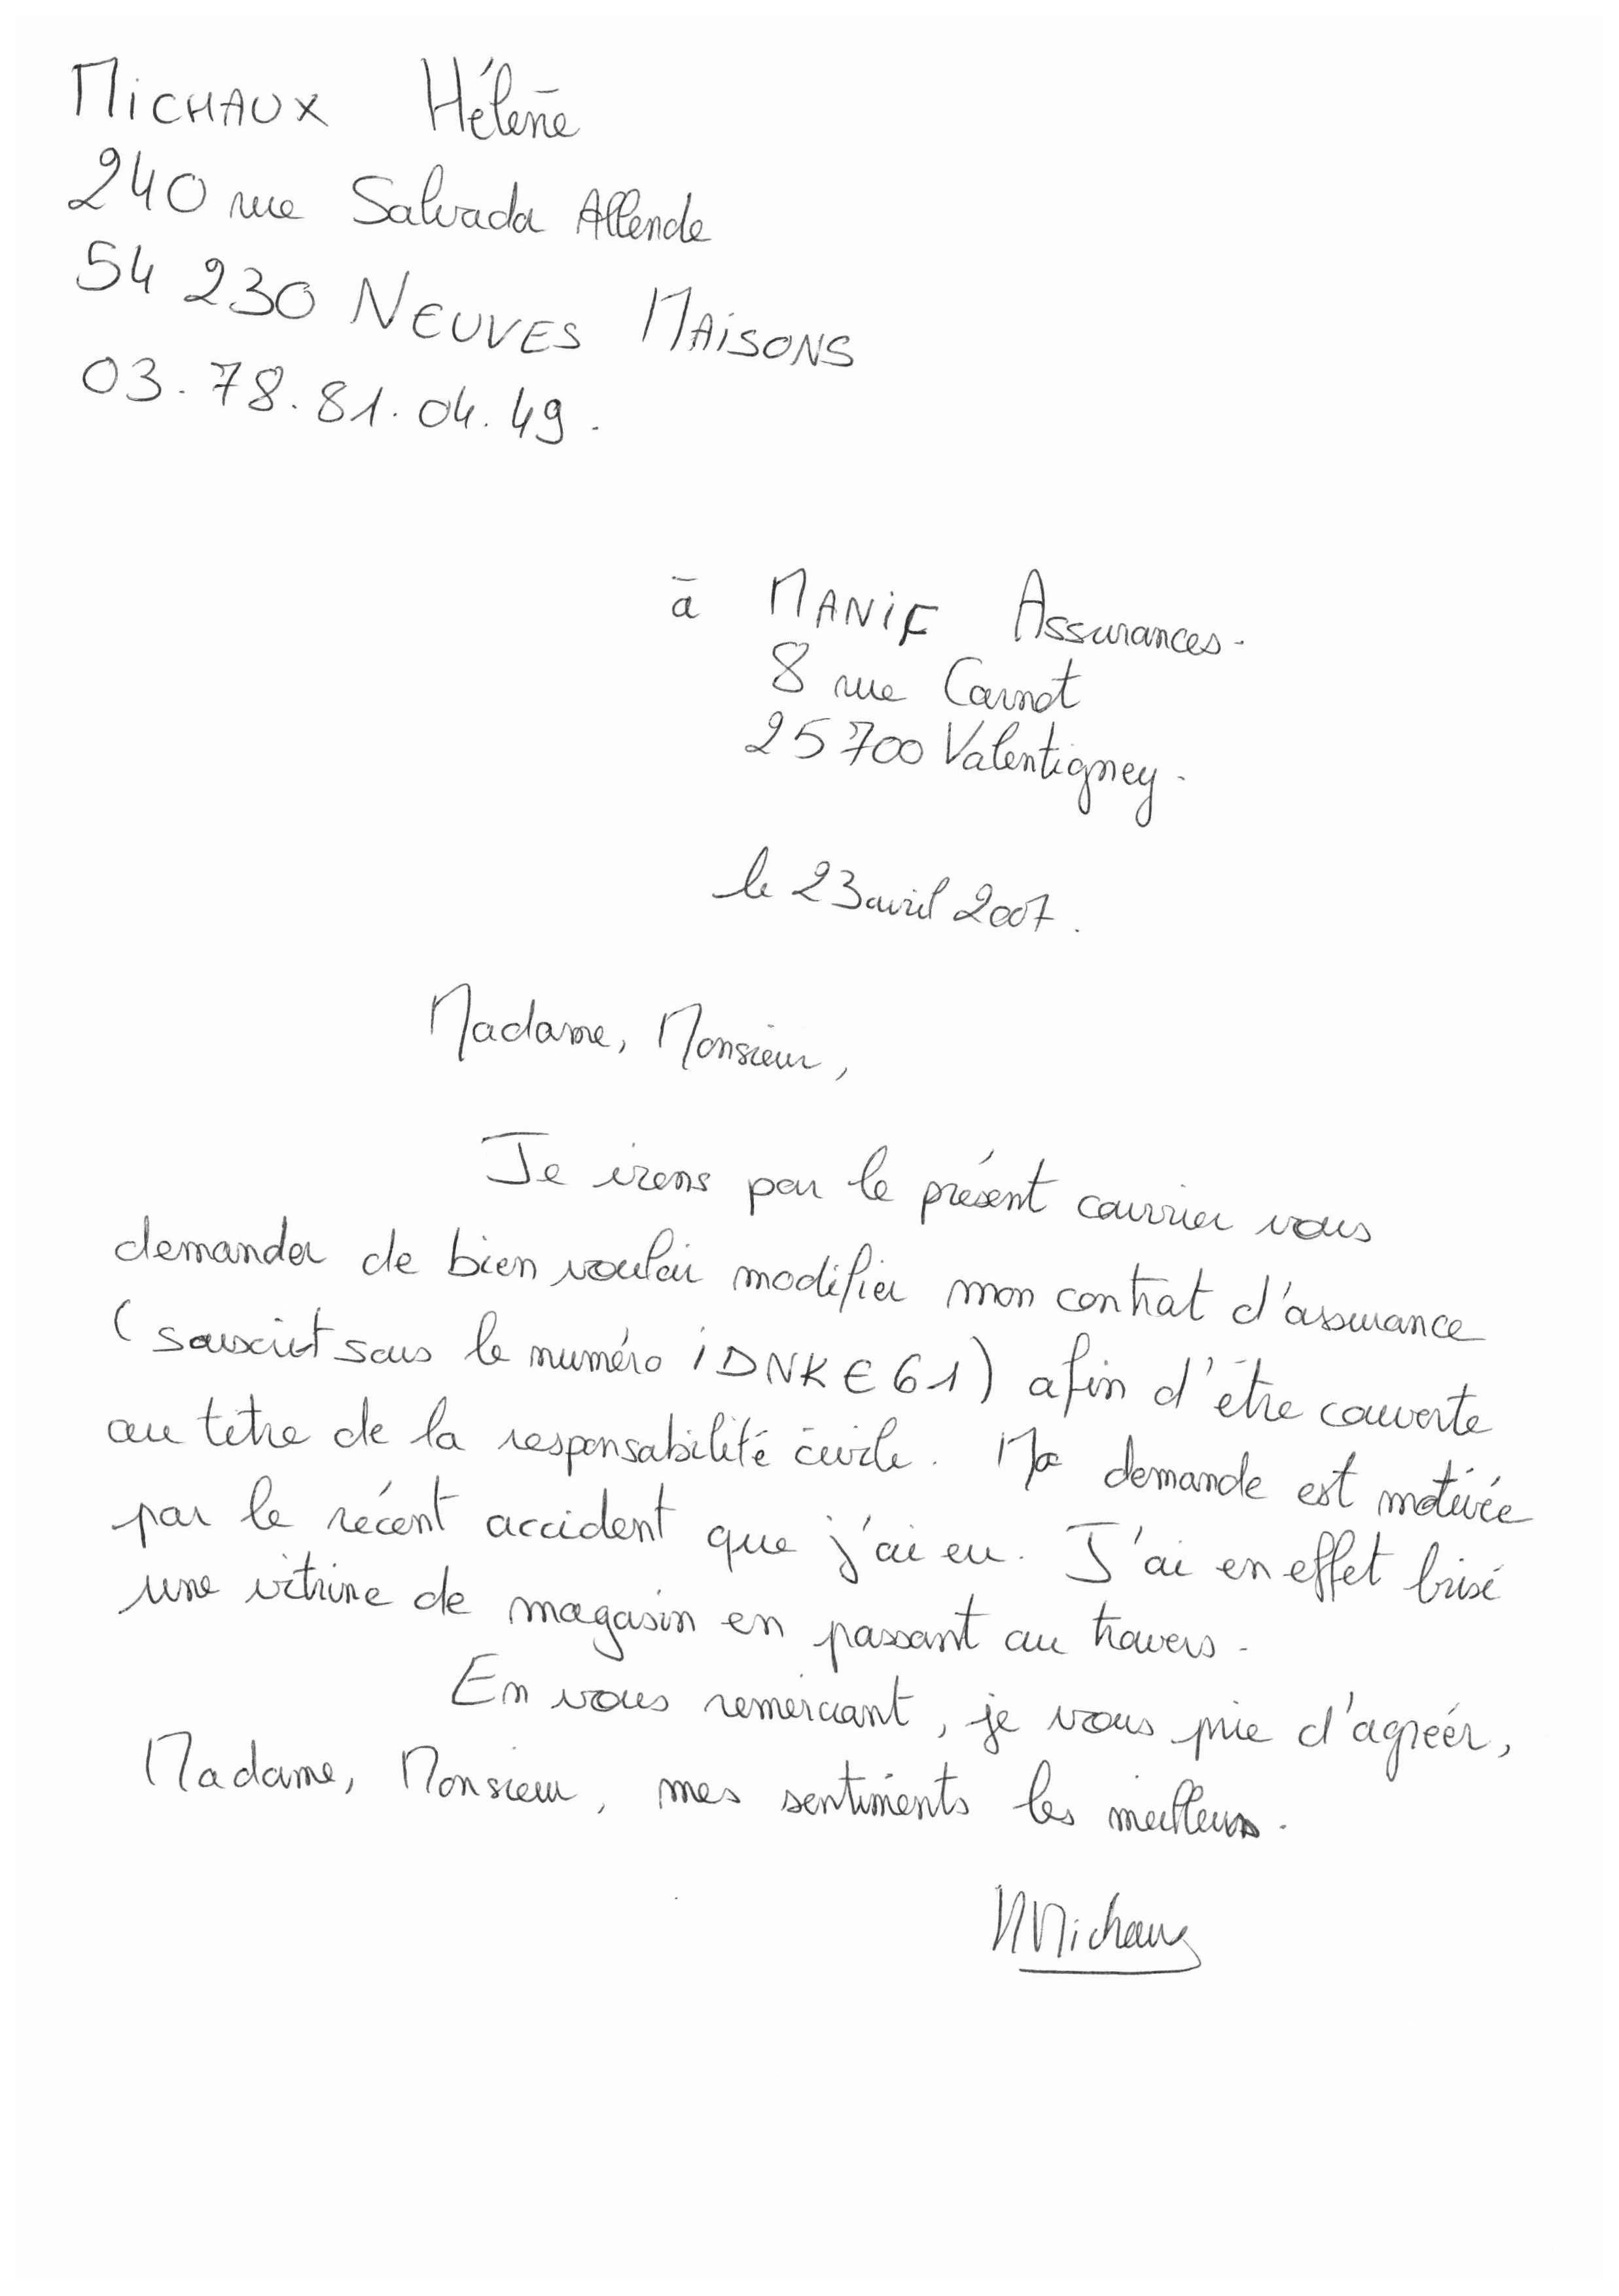 MICHAUX Hélène
240 rue Salvada Allende
54 230 NEUVES MAISONS
03.78.81.04.49.
à MANIF Assurances.
8 rue Carnot
25700 Valentigney.
le 23 avril 2007.
Madame, Monsieur,
Je viens par le présent courrier vous
demander de bien vouloir modifier mon contrat d'assurance
(souscrit sous le numéro IDNKE61) afin d'être couverte
au titre de la responsabilité civile. Ma demande est motivée
par le récent accident que j'ai eu. J'ai en effet brisé
une vitrine de magasin en passant au travers.
En vous remerciant, je vous prie d'agréer,
Madame, Monsieur, mes sentiments les meilleurs.
HMichaux